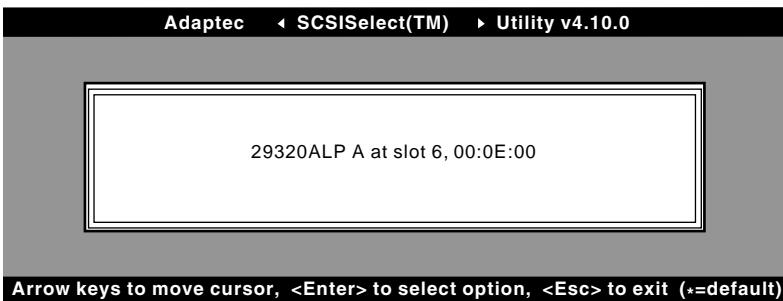 Adaptec ◂ SCSISelect(TM) ▸ Utility v4.10.0
29320ALP A at slot 6, 00:0E:00
Arrow keys to move cursor, <Enter> to select option, <Esc> to exit (*=default)